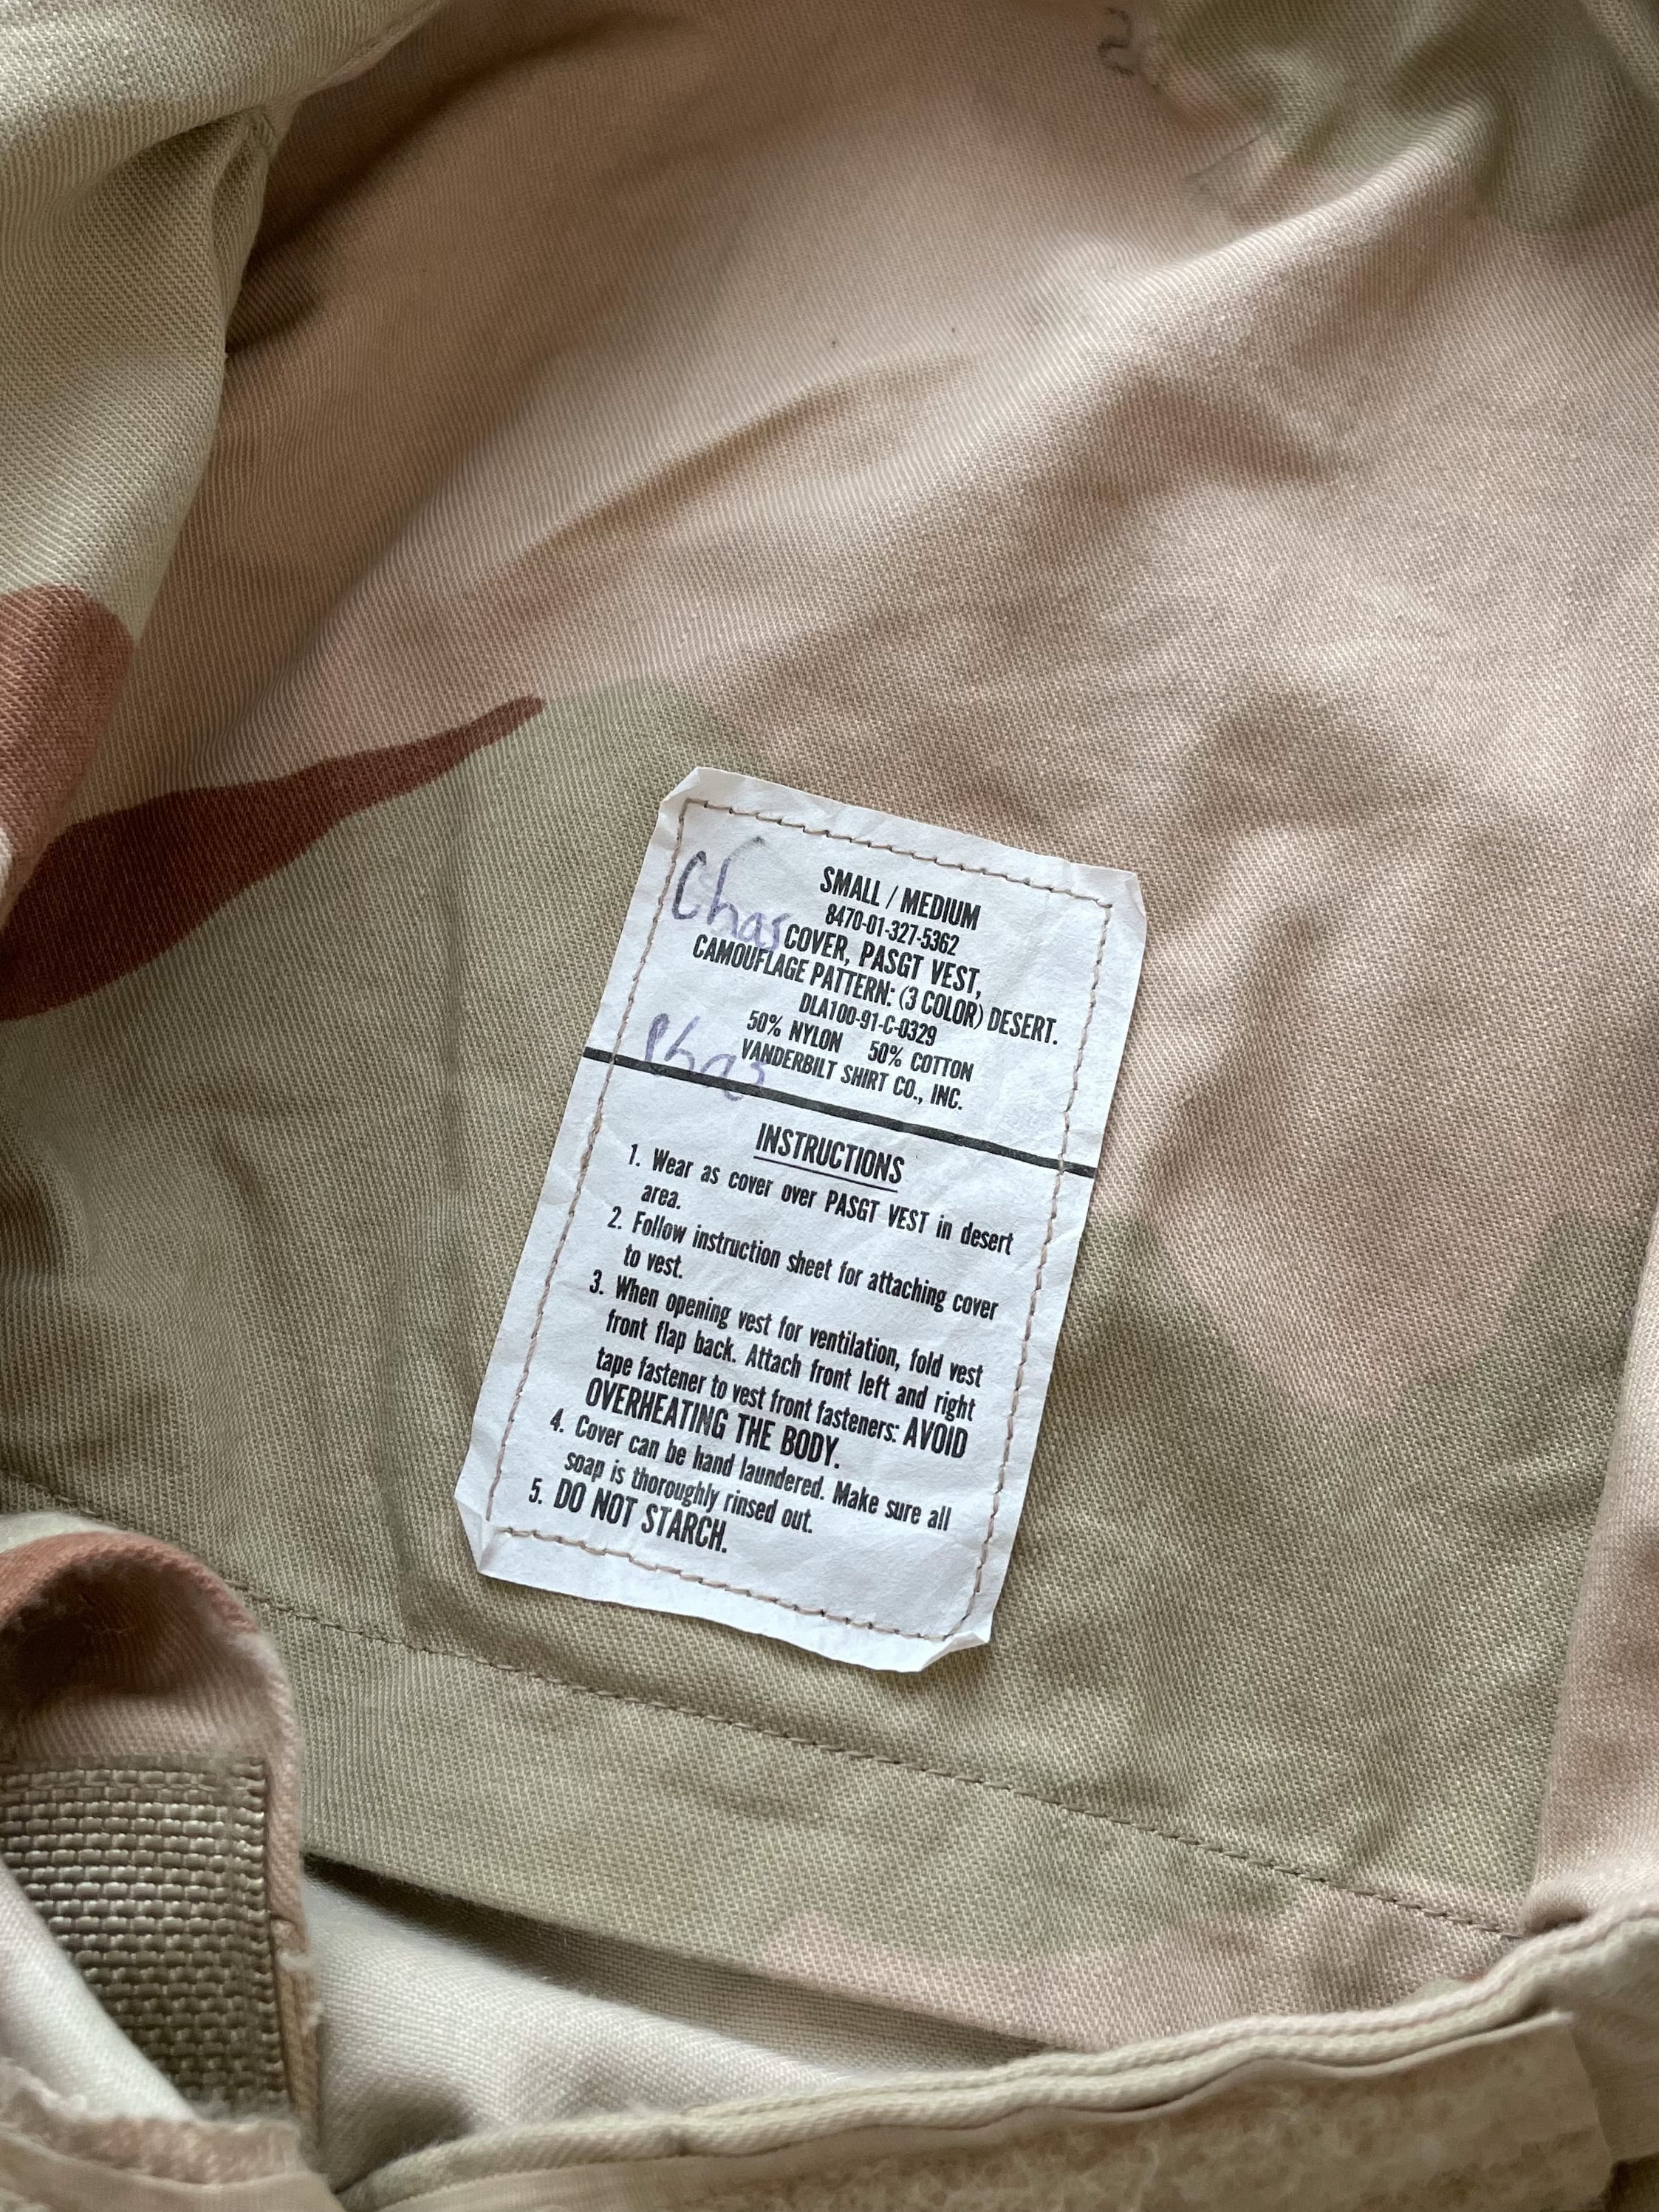 Chas
SMALL / MEDIUM
8470-01-327-5362
COVER, PASGT VEST,
CAMOUFLAGE PATTERN: (3 COLOR) DESERT.
DLA100-91-C-0329
50% NYLON 50% COTTON
VANDERBILT SHIRT CO., INC.
INSTRUCTIONS
1. Wear as cover over PASGT VEST in desert
area.
2. Follow instruction sheet for attaching cover
to vest.
3. When opening vest for ventilation, fold vest
front flap back. Attach front left and right
tape fastener to vest front fasteners: AVOID
OVERHEATING THE BODY.
4. Cover can be hand laundered. Make sure all
soap is thoroughly rinsed out.
5. DO NOT STARCH.